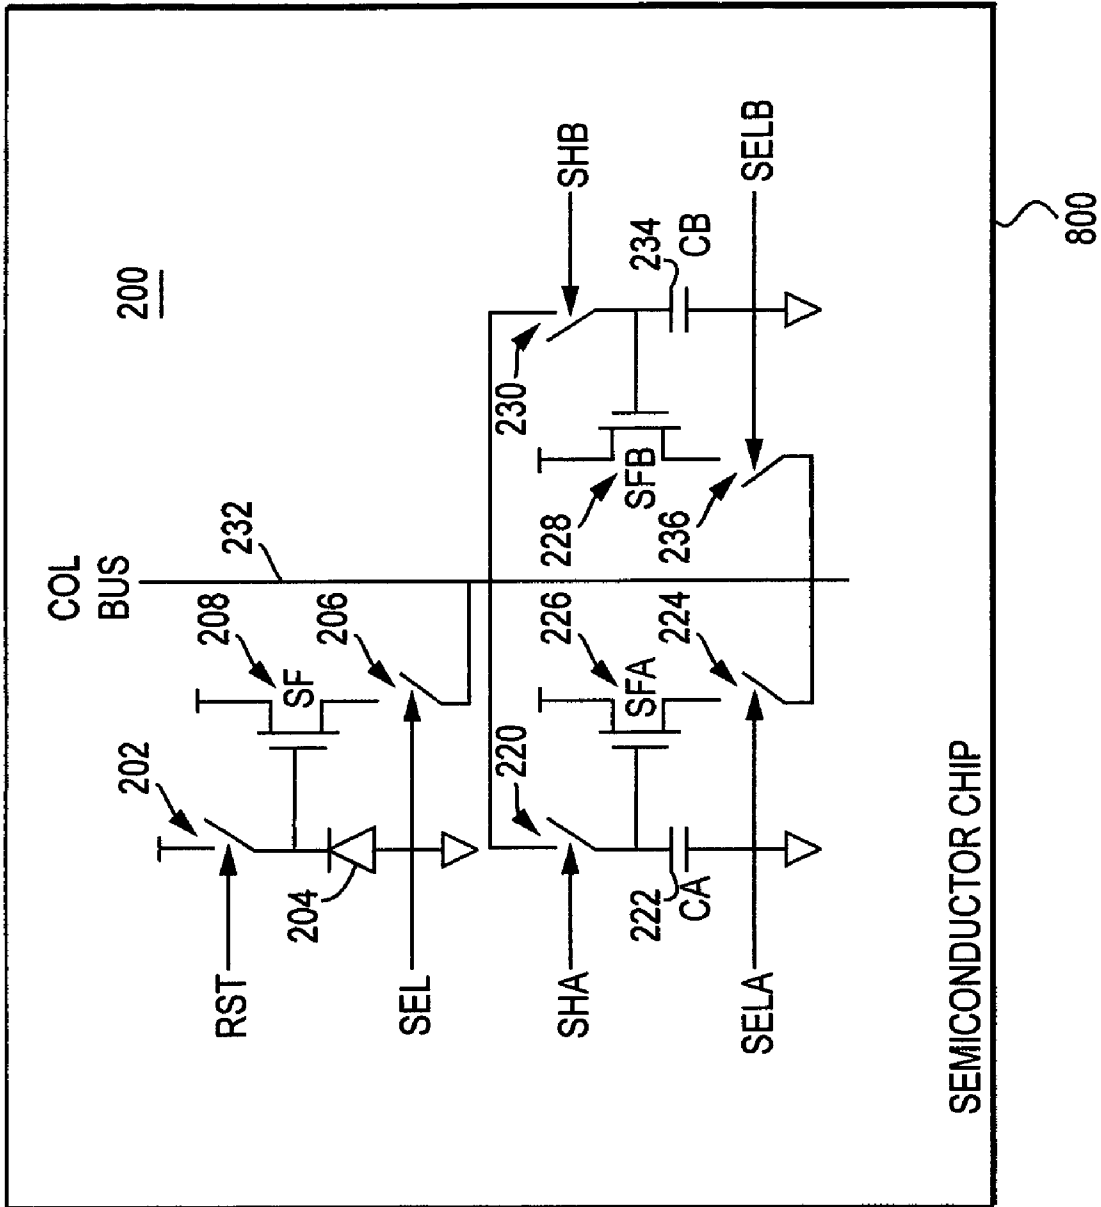 200
COL
BUS
232
202
208
SF
206
204
RST
SEL
220
226
SFA
224
222
CA
SHA
SELA
230
SHB
228
SFB
234
CB
236
SELB
SEMICONDUCTOR CHIP
800